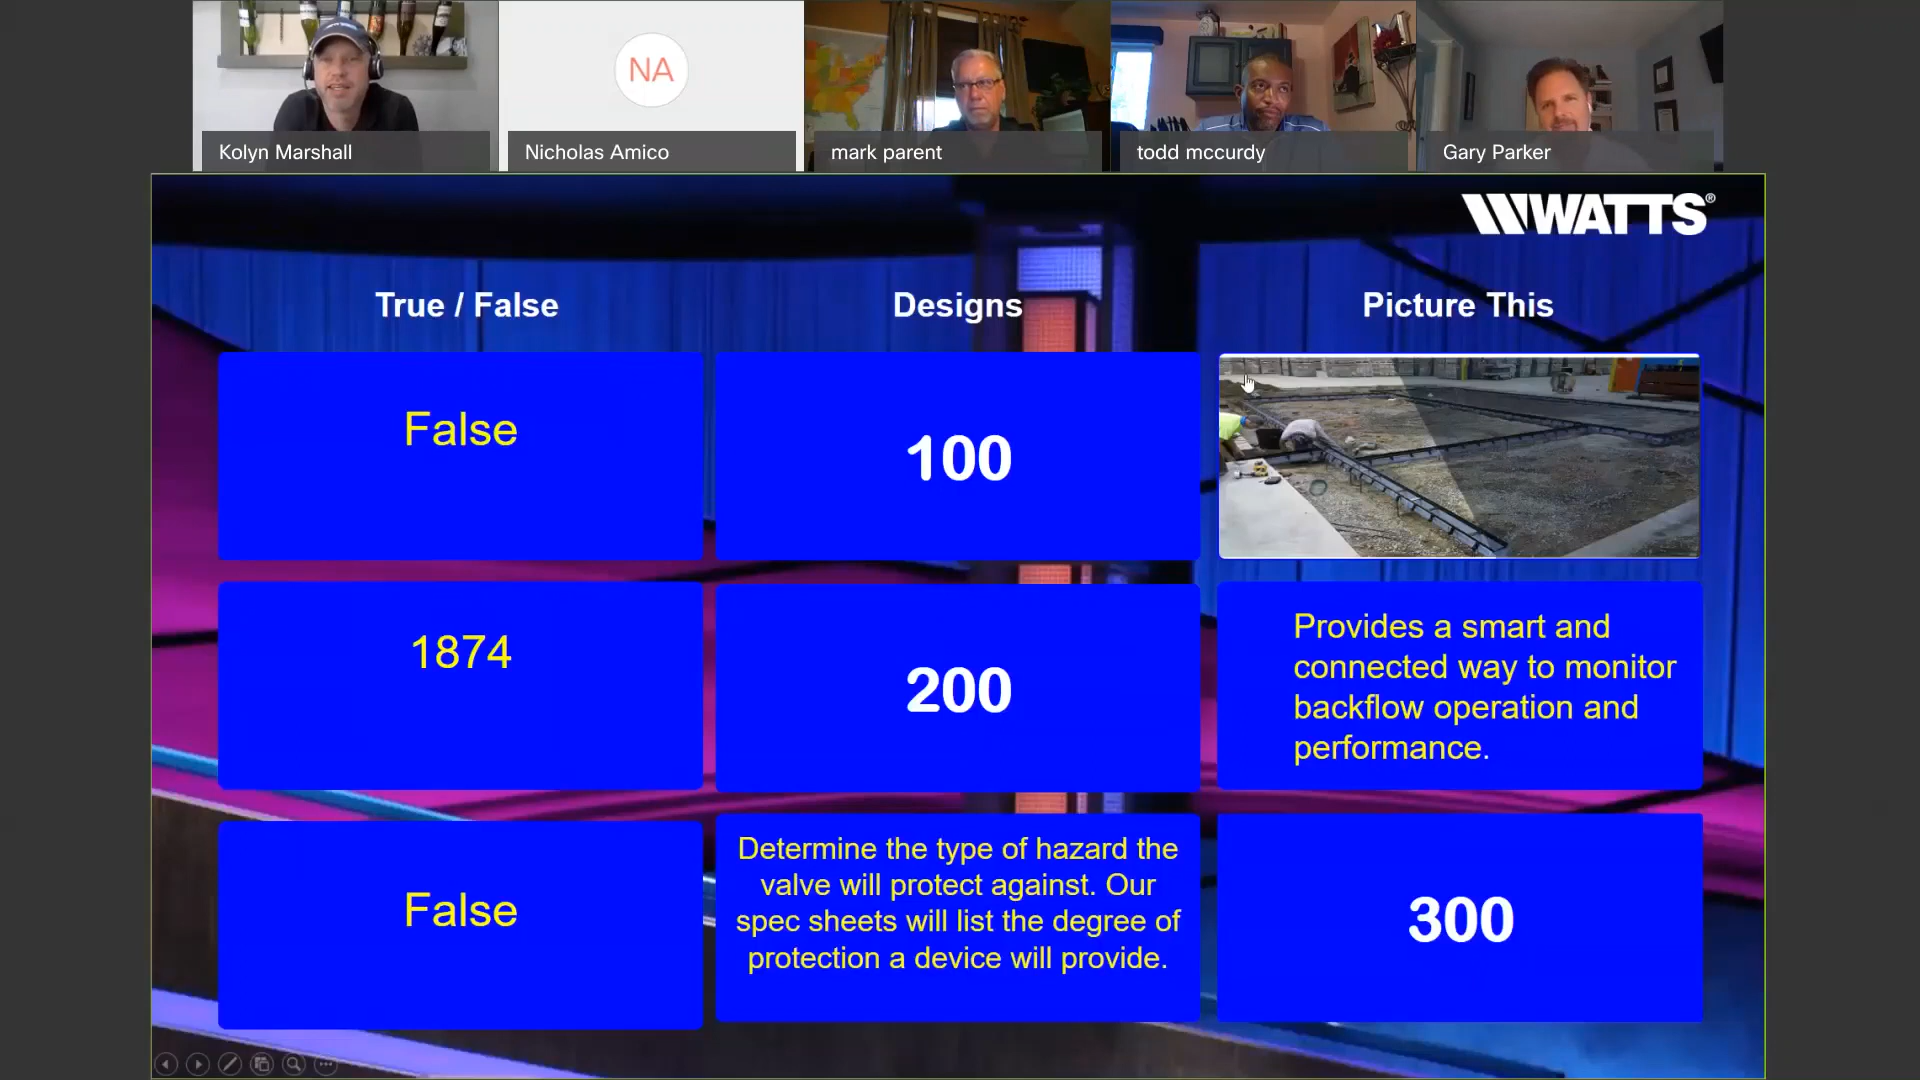 NA
Kolyn Marshall
Nicholas Amico
mark parent
todd mccurdy
Gary Parker
WATTS®
True / False
Designs
Picture This
False
100
1874
200
Provides a smart and
connected way to monitor
backflow operation and
performance.
False
Determine the type of hazard the
valve will protect against. Our
spec sheets will list the degree of
protection a device will provide.
300